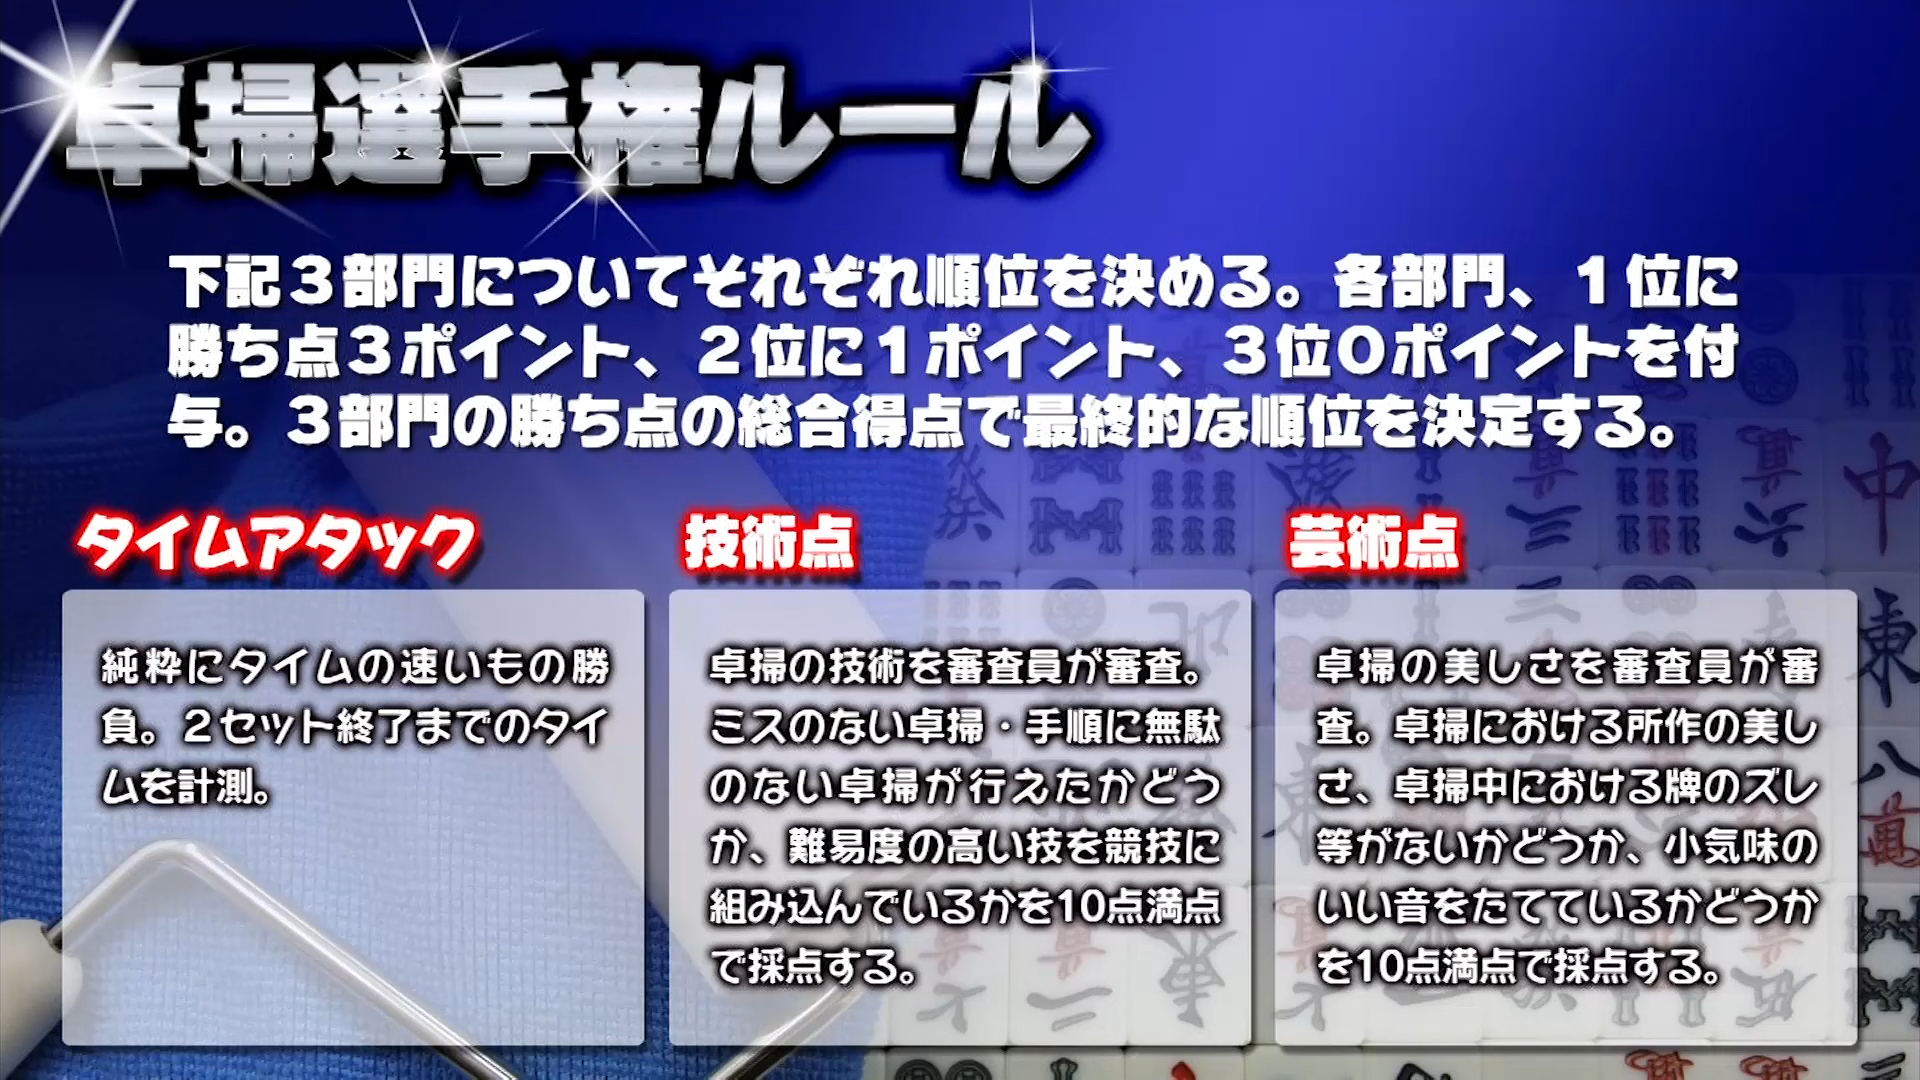 卓掃選手権ルール
下記３部門についてそれぞれ順位を決める。各部門、１位に
勝ち点３ポイント、２位に１ポイント、３位０ポイントを付
与。３部門の勝ち点の総合得点で最終的な順位を決定する。
タイムアタック
純粋にタイムの速いもの勝
負。２セット終了までのタイ
ムを計測。
技術点
卓掃の技術を審査員が審査。
ミスのない卓掃・手順に無駄
のない卓掃が行えたかどう
か、難易度の高い技を競技に
組み込んでいるかを10点満点
で採点する。
芸術点
卓掃の美しさを審査員が審
査。卓掃における所作の美し
さ、卓掃中における牌のズレ
等がないかどうか、小気味の
いい音をたてているかどうか
を10点満点で採点する。
中
東
八
萬